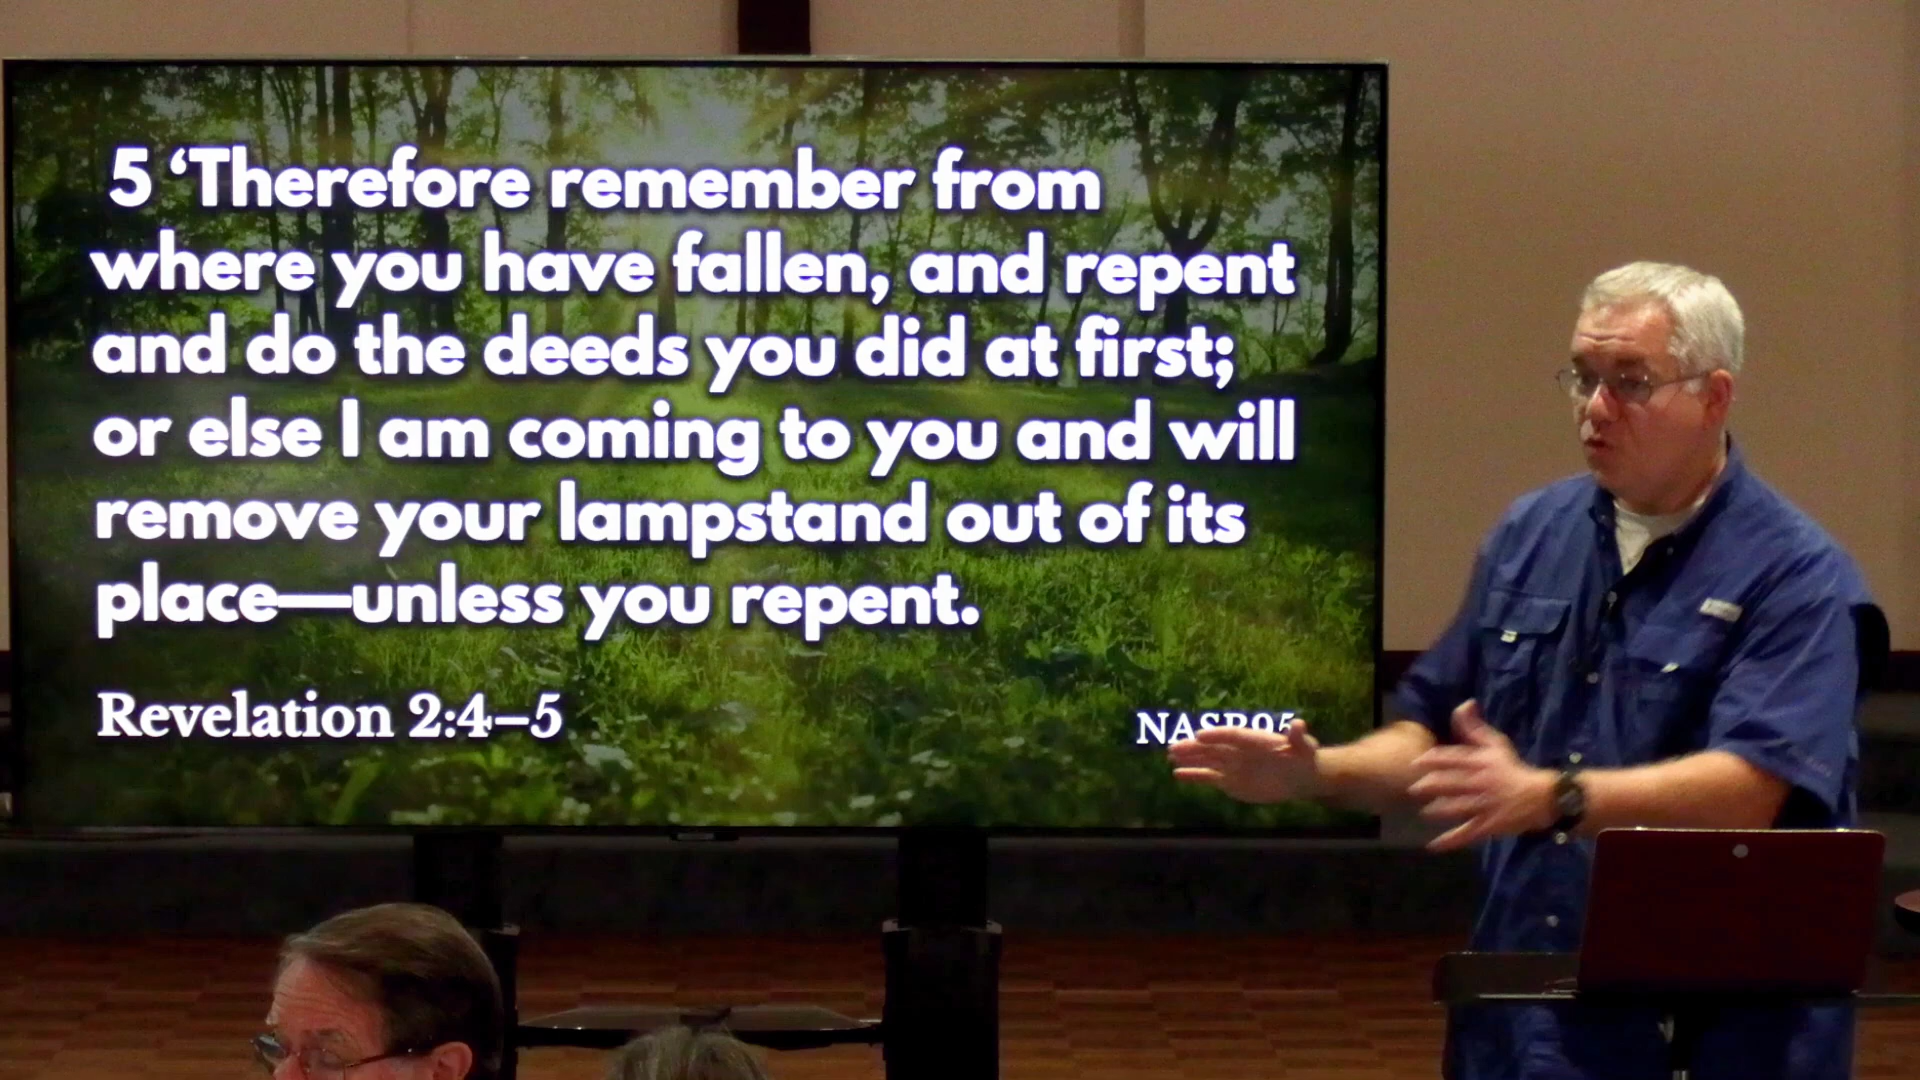 5 ‘Therefore remember from
where you have fallen, and repent
and do the deeds you did at first;
or else I am coming to you and will
remove your lampstand out of its
place—unless you repent.
Revelation 2:4–5
NASB95